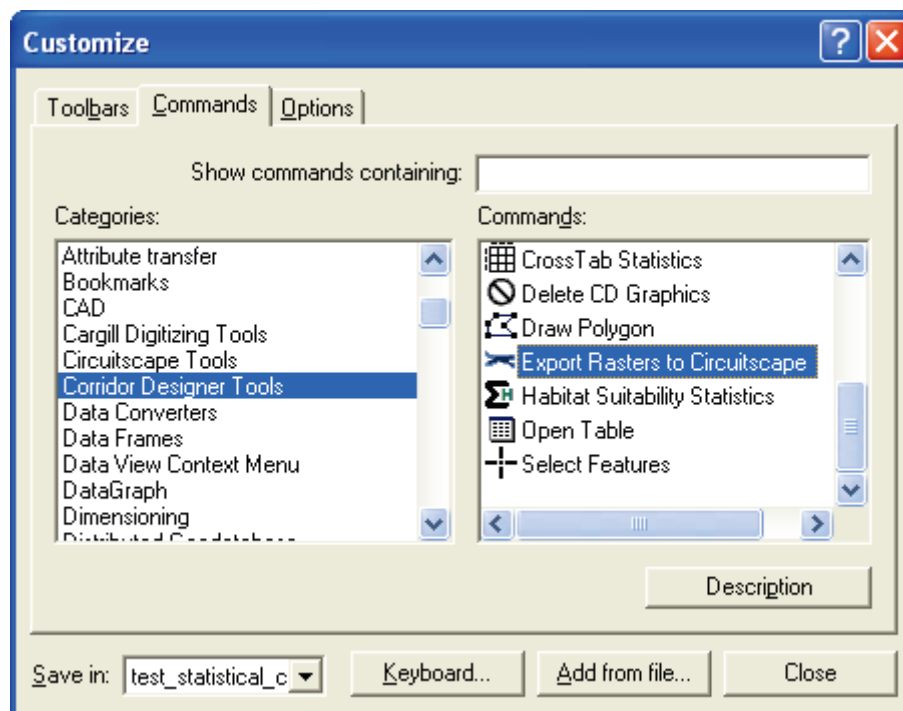 Customize
Toolbars Commands Options
Show commands containing:
Categories:
Attribute transfer
Bookmarks
CAD
Cargill Digitizing Tools
Circuitscape Tools
Corridor Designer Tools
Data Converters
Data Frames
Data View Context Menu
DataGraph
Dimensioning
Commands:
CrossTab Statistics
Delete CD Graphics
Draw Polygon
Export Rasters to Circuitscape
Habitat Suitability Statistics
Open Table
Select Features
Description
Save in: test_statistical_c Keyboard... Add from file... Close